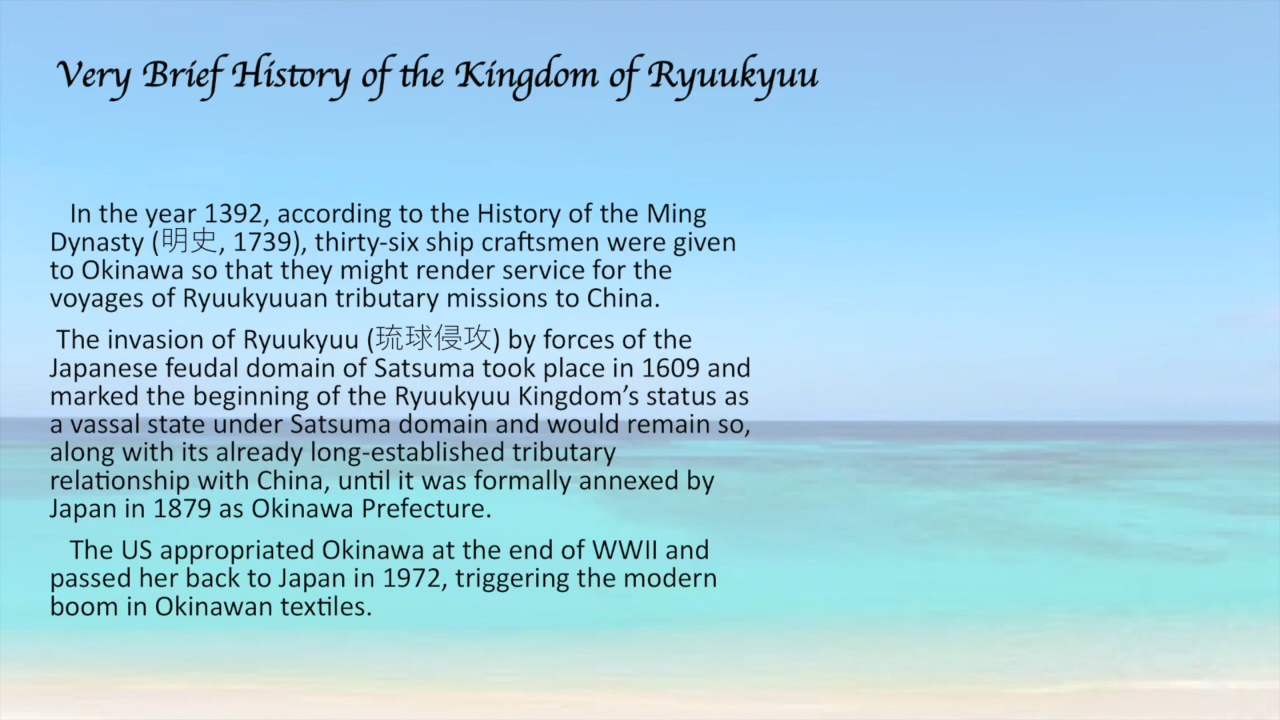 Very Brief History of the Kingdom of Ryuukyuu
In the year 1392, according to the History of the Ming
Dynasty (明史, 1739), thirty-six ship craftsmen were given
to Okinawa so that they might render service for the
voyages of Ryuukyuuan tributary missions to China.
The invasion of Ryuukyuu (琉球侵攻) by forces of the
Japanese feudal domain of Satsuma took place in 1609 and
marked the beginning of the Ryuukyuu Kingdom’s status as
a vassal state under Satsuma domain and would remain so,
along with its already long-established tributary
relationship with China, until it was formally annexed by
Japan in 1879 as Okinawa Prefecture.
The US appropriated Okinawa at the end of WWII and
passed her back to Japan in 1972, triggering the modern
boom in Okinawan textiles.